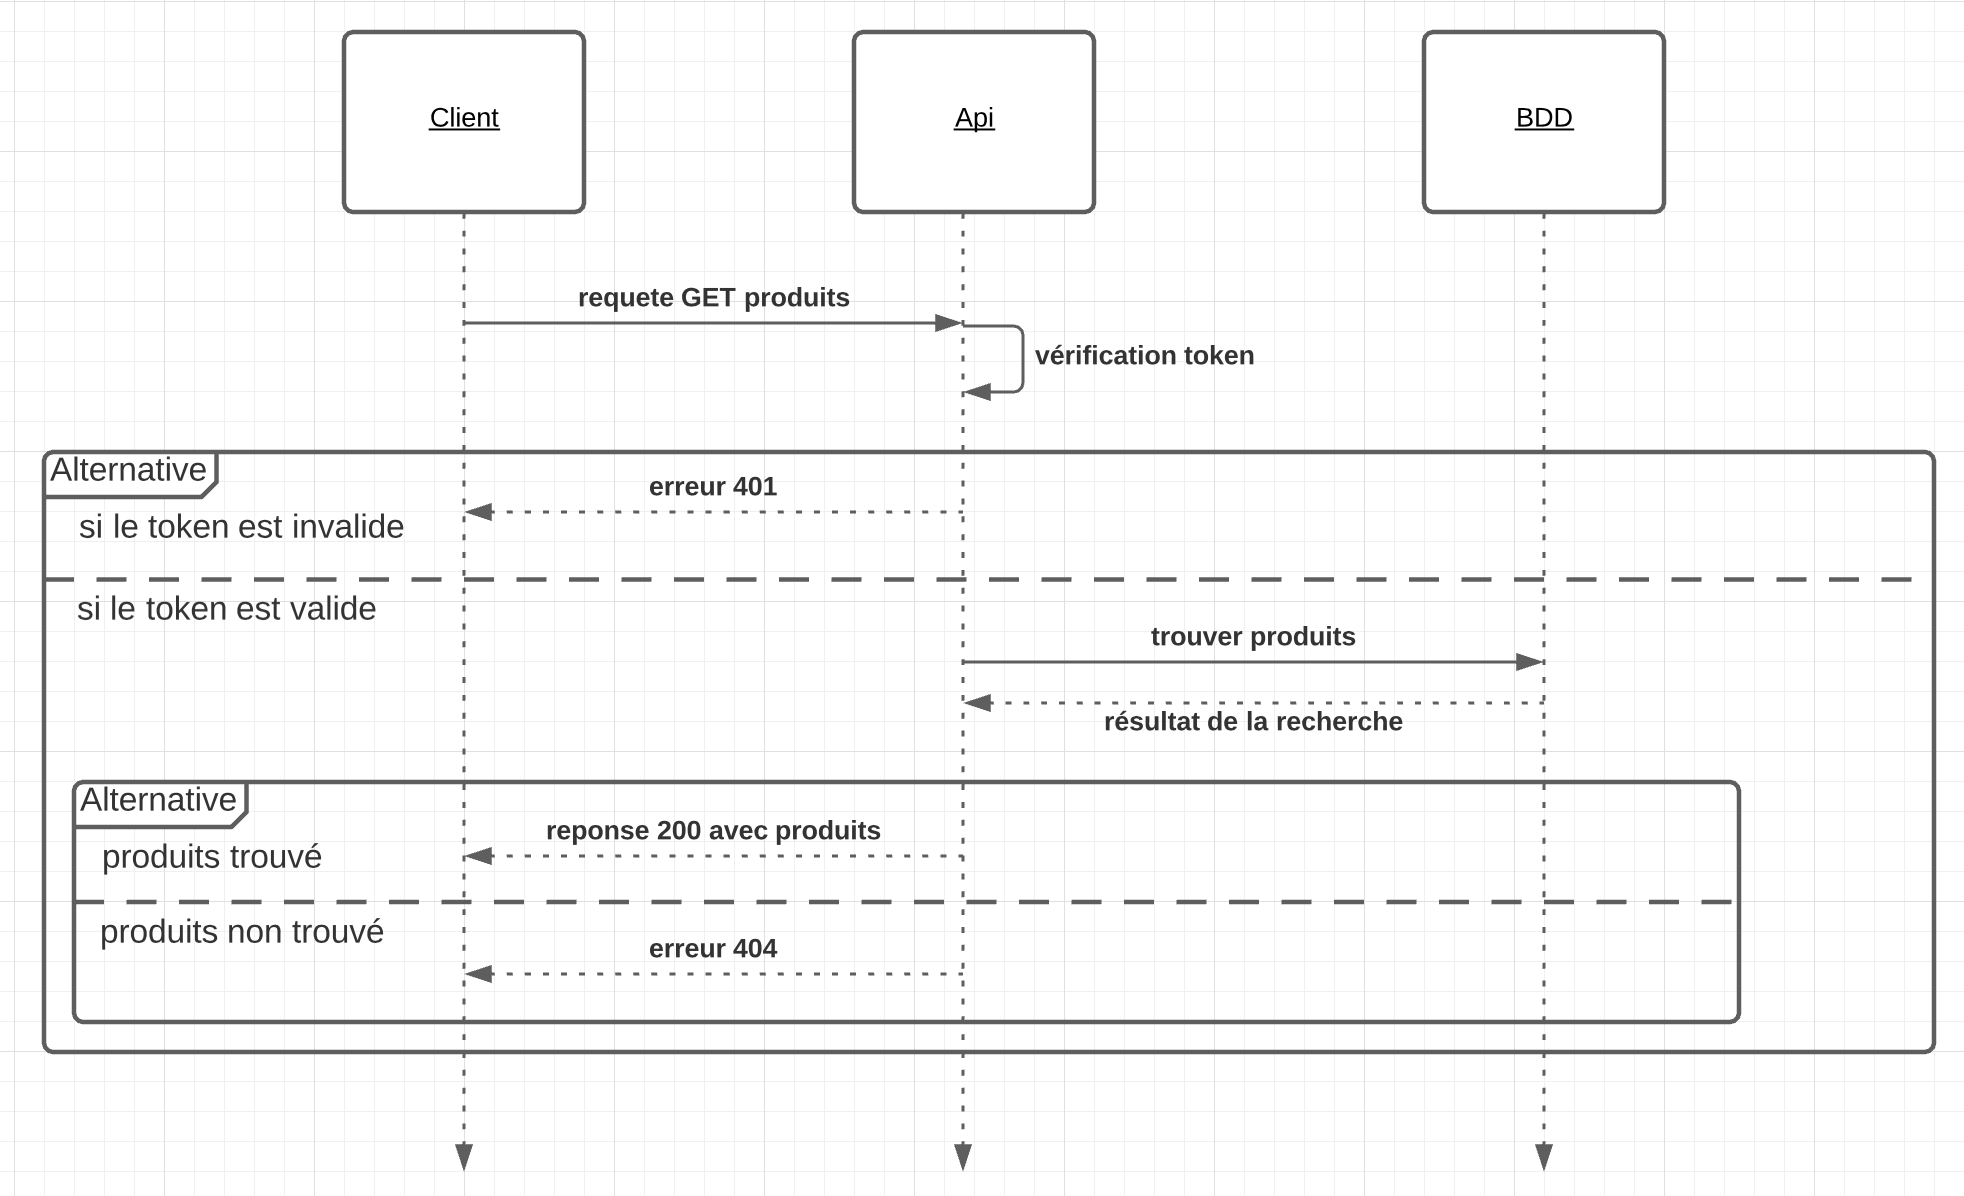 Client
Api
BDD
requete GET produits
vérification token
Alternative
erreur 401
si le token est invalide
si le token est valide
trouver produits
résultat de la recherche
Alternative
reponse 200 avec produits
produits trouvé
produits non trouvé
erreur 404